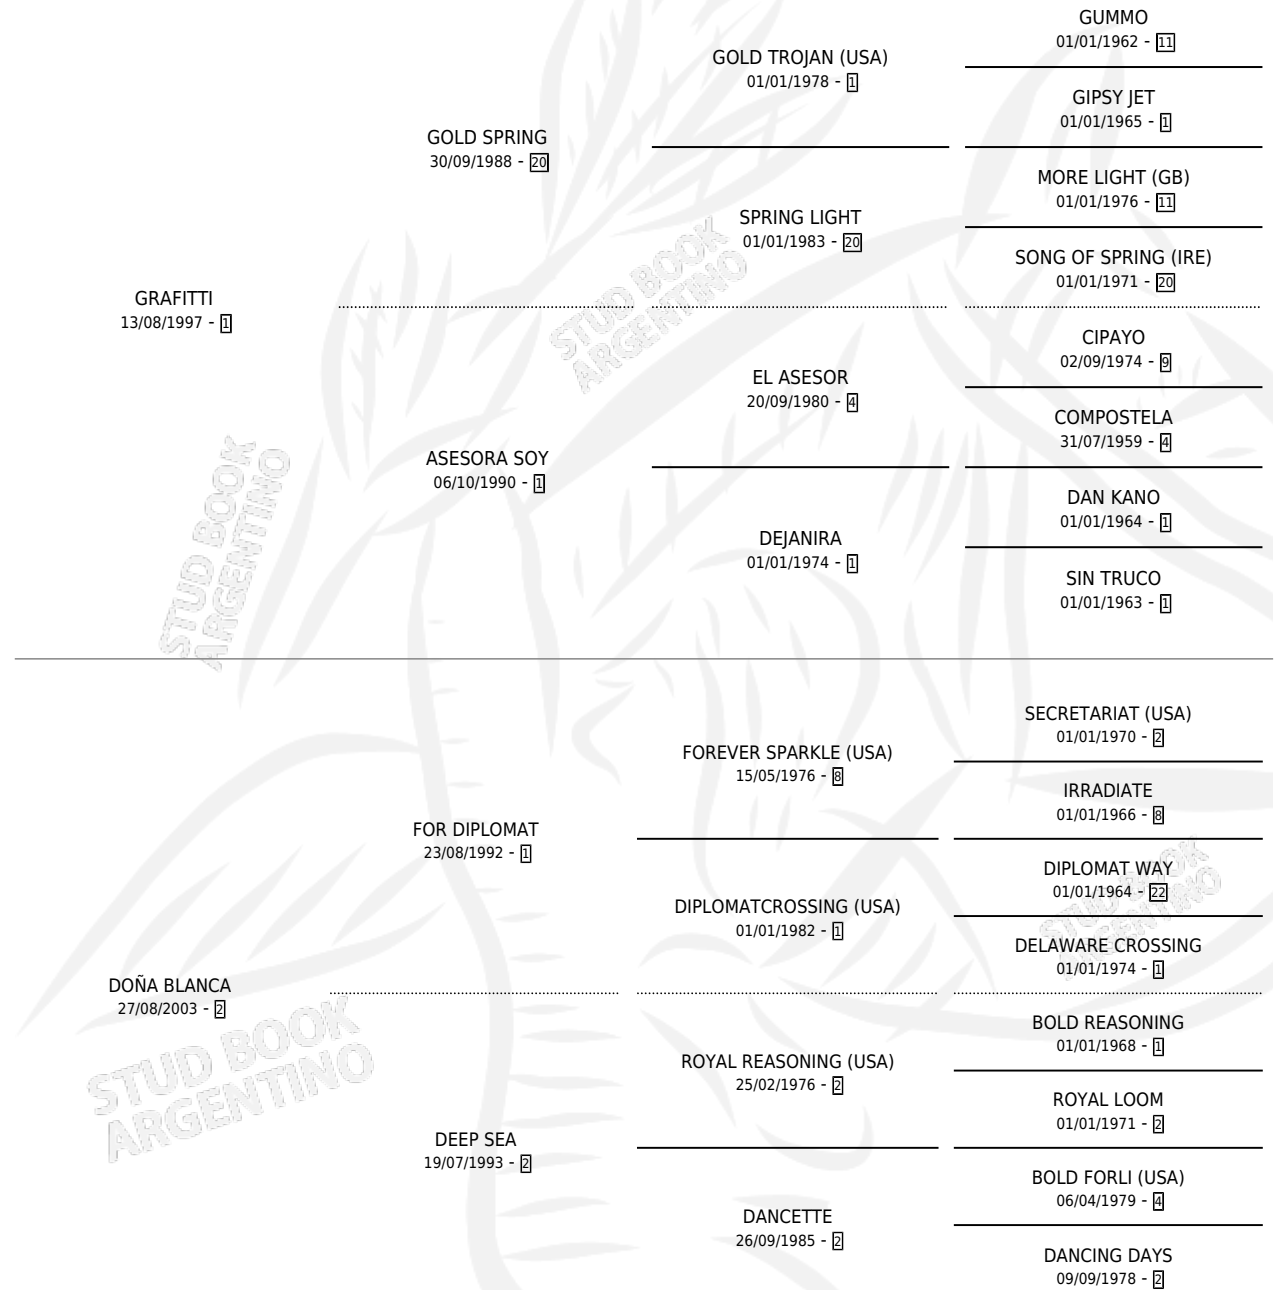 GUMMO
01/01/1962 - 11
GOLD TROJAN (USA)
01/01/1978 - 1
GIPSY JET
01/01/1965 - 1
GOLD SPRING
30/09/1988 - 20
MORE LIGHT (GB)
01/01/1976 - 11
SPRING LIGHT
01/01/1983 - 20
SONG OF SPRING (IRE)
01/01/1971 - 20
GRAFITTI
13/08/1997 - 1
CIPAYO
02/09/1974 - 9
EL ASESOR
20/09/1980 - 4
COMPOSTELA
31/07/1959 - 4
ASESORA SOY
06/10/1990 - 1
DAN KANO
01/01/1964 - 1
DEJANIRA
01/01/1974 - 1
SIN TRUCO
01/01/1963 - 1
SECRETARIAT (USA)
01/01/1970 - 2
FOREVER SPARKLE (USA)
15/05/1976 - 8
IRRADIATE
01/01/1966 - 8
FOR DIPLOMAT
23/08/1992 - 1
DIPLOMAT WAY
01/01/1964 - 22
DIPLOMATCROSSING (USA)
01/01/1982 - 1
DELAWARE CROSSING
01/01/1974 - 1
DOÑA BLANCA
27/08/2003 - 2
BOLD REASONING
01/01/1968 - 1
ROYAL REASONING (USA)
25/02/1976 - 2
ROYAL LOOM
01/01/1971 - 2
DEEP SEA
19/07/1993 - 2
BOLD FORLI (USA)
06/04/1979 - 4
DANCETTE
26/09/1985 - 2
DANCING DAYS
09/09/1978 - 2
STUD BOOK
ARGENTINO
STUD BOOK
ARGENTINO
STUD BOOK
ARGENTINO
STUD BOOK
ARGENTINO